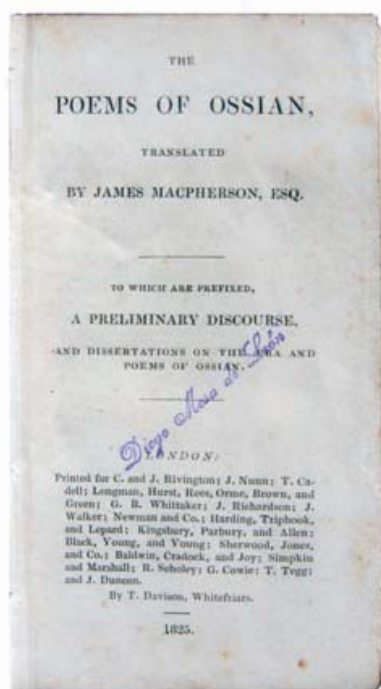 THE
POEMS OF OSSIAN,
TRANSLATED
BY JAMES MACPHERSON, ESQ.
TO WHICH ARE PREFIXED,
A PRELIMINARY DISCOURSE,
AND DISSERTATIONS ON THE ÆRA AND
POEMS OF OSSIAN.
Diego Mesa de León
LONDON:
Printed for C. and J. Rivington; J. Nunn; T. Ca-
dell; Longman, Hurst, Rees, Orme, Brown, and
Green; G. B. Whittaker; J. Richardson; J.
Walker; Newman and Co.; Harding, Triphook,
and Lepard; Kingsbury, Parbury, and Allen;
Black, Young, and Young; Sherwood, Jones,
and Co.; Baldwin, Cradock, and Joy; Simpkin
and Marshall; R. Scholey; G. Cowie; T. Tegg;
and J. Duncan.
By T. Davison, Whitefriars.
1825.